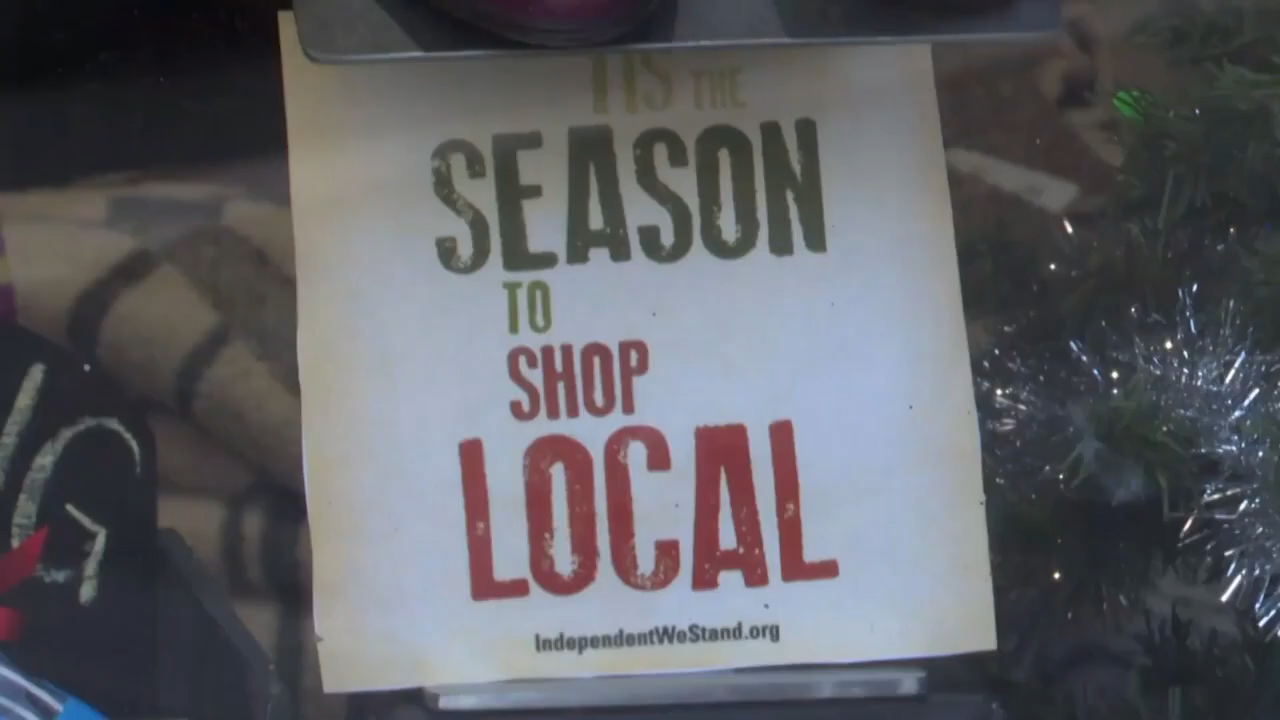 TIS THE
SEASON
TO
SHOP
LOCAL
IndependentWeStand.org